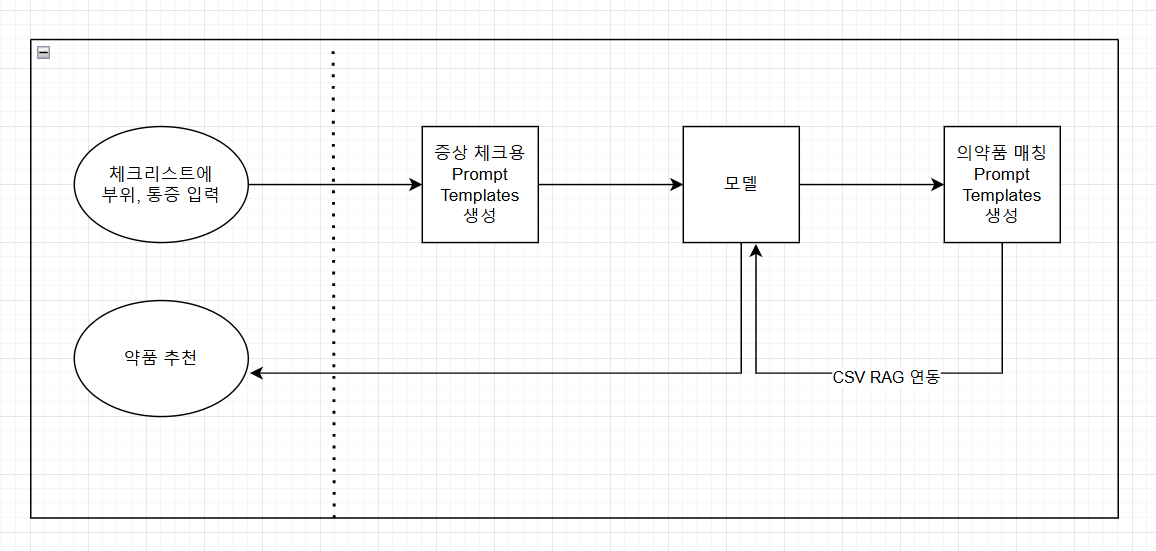 체크리스트에
부위, 통증 입력
증상 체크용
Prompt
Templates
생성
모델
의약품 매칭
Prompt
Templates
생성
약품 추천
CSV RAG 연동